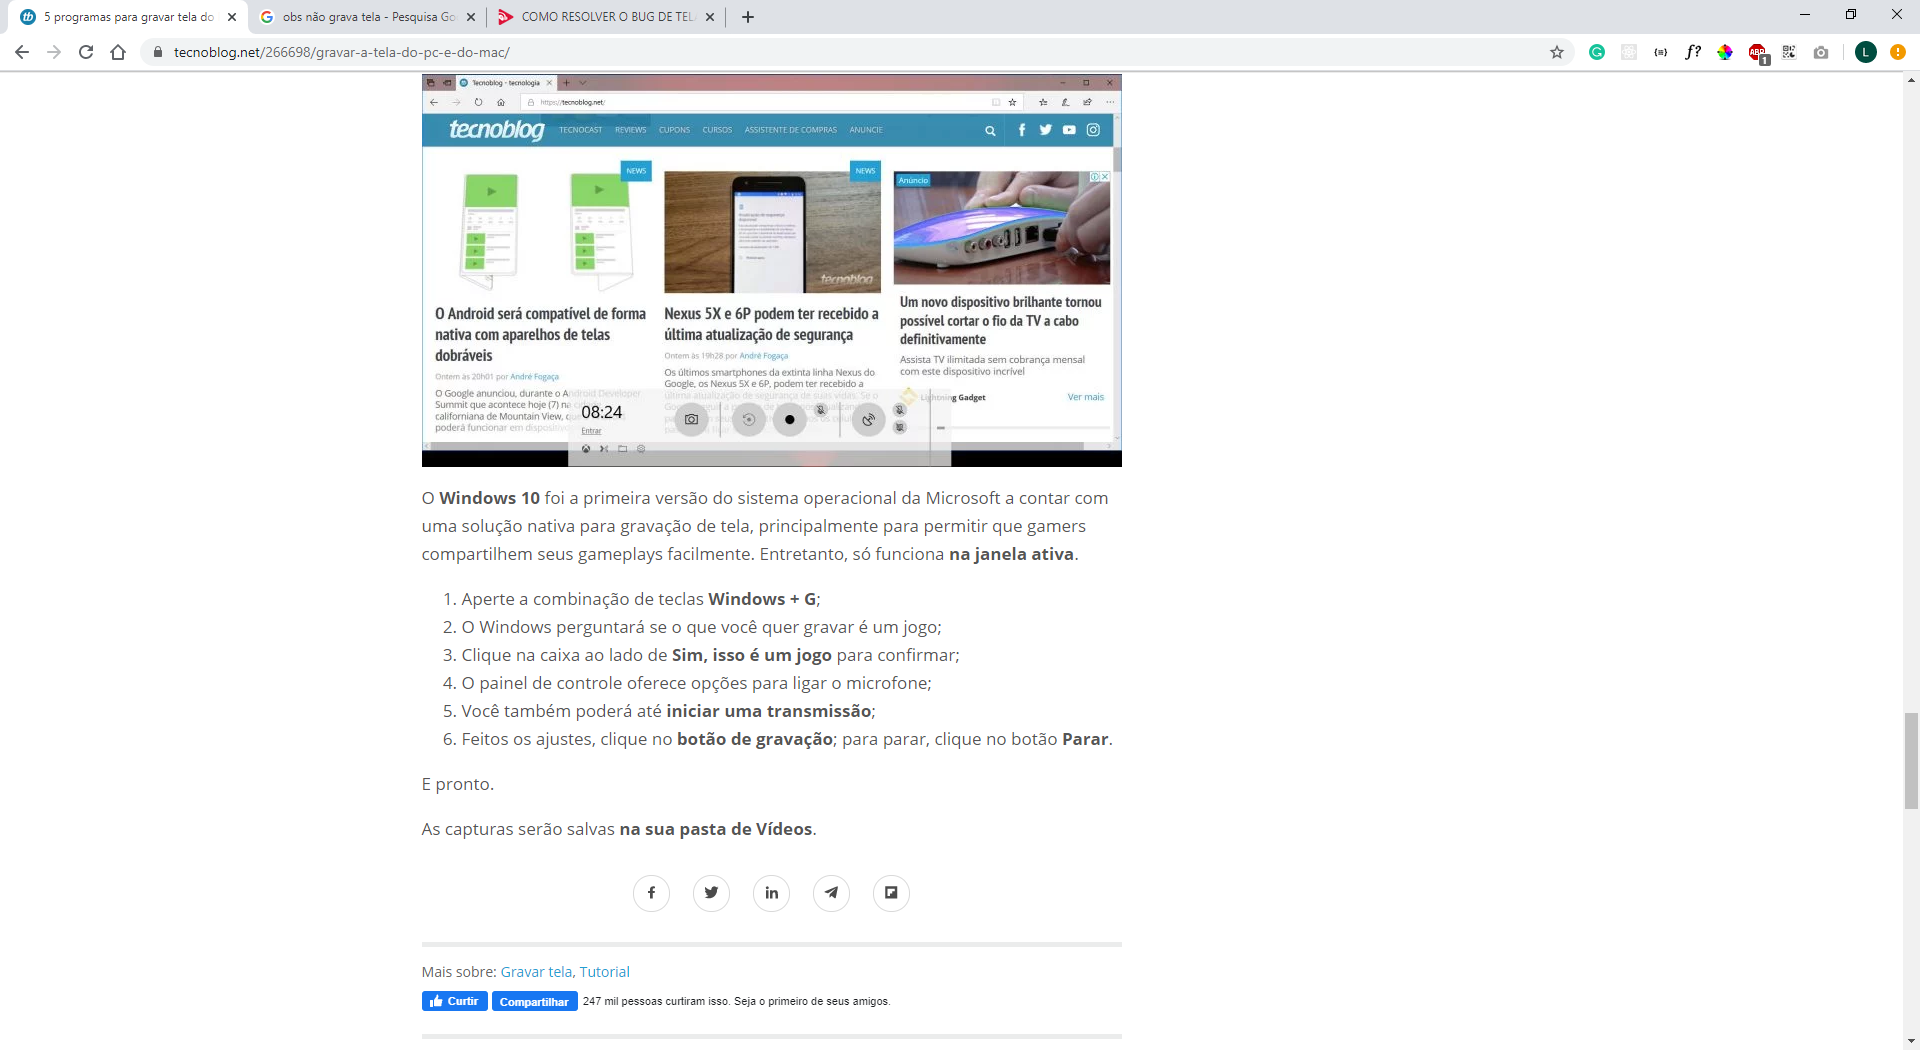 5 programas para gravar tela do
obs não grava tela - Pesquisa Go
COMO RESOLVER O BUG DE TEL
tecnoblog.net/266698/gravar-a-tela-do-pc-e-do-mac/
f?
ABP
1
L
Tecnoblog - tecnologia
https://tecnoblog.net/
tecnoblog
TECNOCAST REVIEWS CUPONS CURSOS ASSISTENTE DE COMPRAS ANUNCIE
NEWS
NEWS
Anúncio
tecnoblog
O Android será compatível de forma
nativa com aparelhos de telas
dobráveis
Ontem às 20h01 por André Fogaça
O Google anunciou, durante o Android Developer
Summit que acontece hoje (7) na
californiana de Mountain View, q
poderá funcionar em disposit
Nexus 5X e 6P podem ter recebido a
última atualização de segurança
Ontem às 19h28 por André Fogaça
Os últimos smartphones da extinta linha Nexus do
Google, os Nexus 5X e 6P, podem ter recebido a
última atualização de segurança de suas vidas. Se o
Um novo dispositivo brilhante tornou
possível cortar o fio da TV a cabo
definitivamente
Assista TV ilimitada sem cobrança mensal
com este dispositivo incrível
Lightning Gadget
Ver mais
08:24
Entrar
O Windows 10 foi a primeira versão do sistema operacional da Microsoft a contar com
uma solução nativa para gravação de tela, principalmente para permitir que gamers
compartilhem seus gameplays facilmente. Entretanto, só funciona na janela ativa.
1. Aperte a combinação de teclas Windows + G;
2. O Windows perguntará se o que você quer gravar é um jogo;
3. Clique na caixa ao lado de Sim, isso é um jogo para confirmar;
4. O painel de controle oferece opções para ligar o microfone;
5. Você também poderá até iniciar uma transmissão;
6. Feitos os ajustes, clique no botão de gravação; para parar, clique no botão Parar.
E pronto.
As capturas serão salvas na sua pasta de Vídeos.
Mais sobre: Gravar tela, Tutorial
Curtir
Compartilhar
247 mil pessoas curtiram isso. Seja o primeiro de seus amigos.